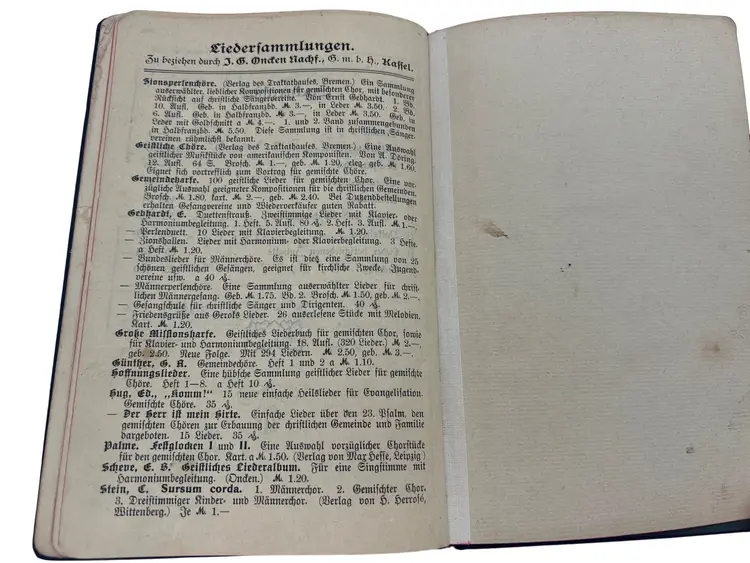 Liedersammlungen.
Zu beziehen durch J. G. Oncken Nachf., G. m. b. H., Kassel.
Zionsperlenchöre. (Verlag des Traktathauses, Bremen.) Ein Sammlung
auserwählter, lieblicher Kompositionen für gemischten Chor, mit besonderer
Rücksicht auf christliche Sängervereine. Von Ernst Gebhardt. 1. Bd.
10. Aufl. Geb. in Halbfranzbd. ℳ 3.—, in Leder ℳ 3.50. 2. Bd.
6. Aufl. Geb. in Halbfranzbd. ℳ 3.—, in Leder ℳ 3.50. Geb. in
Leder mit Goldschnitt a ℳ 4.—. 1. und 2. Band zusammengebunden
in Halbfranzbd. ℳ 5.50. Diese Sammlung ist in christlichen Sänger-
vereinen rühmlichst bekannt.
Geistliche Chöre. (Verlag des Traktathauses, Bremen.) Eine Auswahl
geistlicher Musikstücke von amerikanischen Komponisten. Von A. Döring.
12. Aufl. 64 S. Brosch. ℳ 1.—, geb. ℳ 1.20, eleg. geb. ℳ 1.60.
Eignet sich vortrefflich zum Vortrag für gemischte Chöre.
Gemeindeharfe. 100 geistliche Lieder für gemischten Chor. Eine vor-
zügliche Auswahl geeigneter Kompositionen für die christlichen Gemeinden.
Brosch. ℳ 1.80, kart. ℳ 2.—, geb. ℳ 2.40. Bei Dutzendbestellungen
erhalten Gesangvereine und Wiederverkäufer guten Rabatt.
Gebhardt, E. Duettenstrauß. Zweistimmige Lieder mit Klavier- oder
Harmoniumbegleitung. 1. Heft. 5. Aufl. 80 ₰. 2. Heft. 3. Aufl. ℳ 1.—.
— Perlenduett. 10 Lieder mit Klavierbegleitung. ℳ 1.20.
— Zionshallen. Lieder mit Harmonium- oder Klavierbegleitung. 3 Hefte.
a Heft ℳ 1.20.
— Bundeslieder für Männerchöre. Es ist dies eine Sammlung von 25
schönen geistlichen Gesängen, geeignet für kirchliche Zwecke, Jugend-
vereine usw. a 40 ₰.
— Männerperlenchöre. Eine Sammlung auserwählter Lieder für christ-
lichen Männergesang. Geb. ℳ 1.75. Bd. 2. Brosch. ℳ 1.50, geb. ℳ 2.—.
— Gesangschule für christliche Sänger und Dirigenten. 40 ₰.
— Friedensgrüße aus Geroks Lieder. 26 auserlesene Stücke mit Melodien.
Kart. ℳ 1.20.
Große Missionsharfe. Geistliches Liederbuch für gemischten Chor, sowie
für Klavier- und Harmoniumbegleitung. 18. Aufl. (320 Lieder.) ℳ 2.—,
geb. 2.50. Neue Folge. Mit 294 Liedern. ℳ 2.50, geb. ℳ 3.—.
Günther, G. R. Gemeindechöre. Heft 1 und 2 a ℳ 1.10.
Hoffnungslieder. Eine hübsche Sammlung geistlicher Lieder für gemischte
Chöre. Heft 1—8. a Heft 10 ₰.
Hug, Ed., „Komm!“ 15 neue einfache Heilslieder für Evangelisation.
Gemischte Chöre. 35 ₰.
— Der Herr ist mein Hirte. Einfache Lieder über den 23. Psalm, den
gemischten Chören zur Erbauung der christlichen Gemeinde und Familie
dargeboten. 15 Lieder. 35 ₰.
Palme. Festglocken I und II. Eine Auswahl vorzüglicher Chorstücke
für den gemischten Chor. Kart. a ℳ 1.50. (Verlag von Max Hesse, Leipzig.)
Scheve, E. B. Geistliches Liederalbum. Für eine Singstimme mit
Harmoniumbegleitung. (Oncken.) ℳ 1.20.
Stein, C. Sursum corda. 1. Männerchor. 2. Gemischter Chor.
3. Dreistimmiger Kinder- und Männerchor. (Verlag von H. Herrosé,
Wittenberg.) Je ℳ 1.—